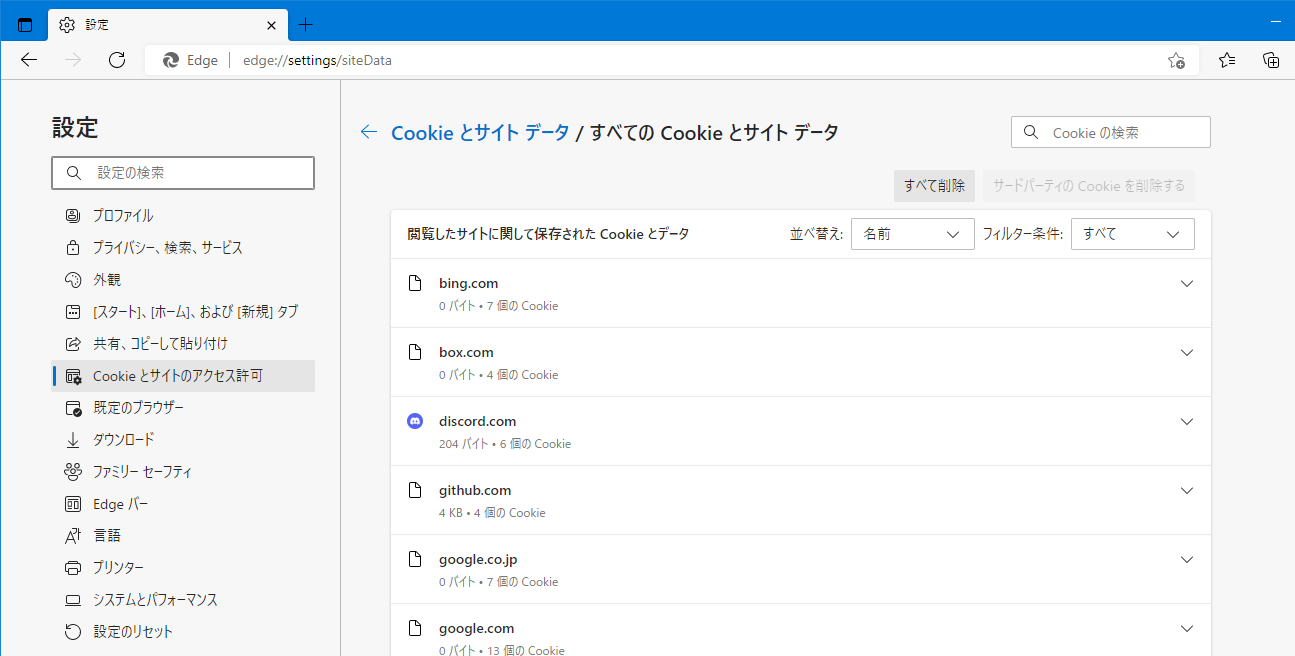 設定
Edge
edge://settings/siteData
設定
設定の検索
プロファイル
プライバシー、検索、サービス
外観
[スタート]、[ホーム]、および [新規] タブ
共有、コピーして貼り付け
Cookie とサイトのアクセス許可
既定のブラウザー
ダウンロード
ファミリー セーフティ
Edge バー
言語
プリンター
システムとパフォーマンス
設定のリセット
Cookie とサイト データ / すべての Cookie とサイト データ
Cookie の検索
すべて削除 サードパーティの Cookie を削除する
閲覧したサイトに関して保存された Cookie とデータ 並べ替え: 名前 フィルター条件: すべて
bing.com
0 バイト • 7 個の Cookie
box.com
0 バイト • 4 個の Cookie
discord.com
204 バイト • 6 個の Cookie
github.com
4 KB • 4 個の Cookie
google.co.jp
0 バイト • 7 個の Cookie
google.com
0 バイト • 13 個の Cookie